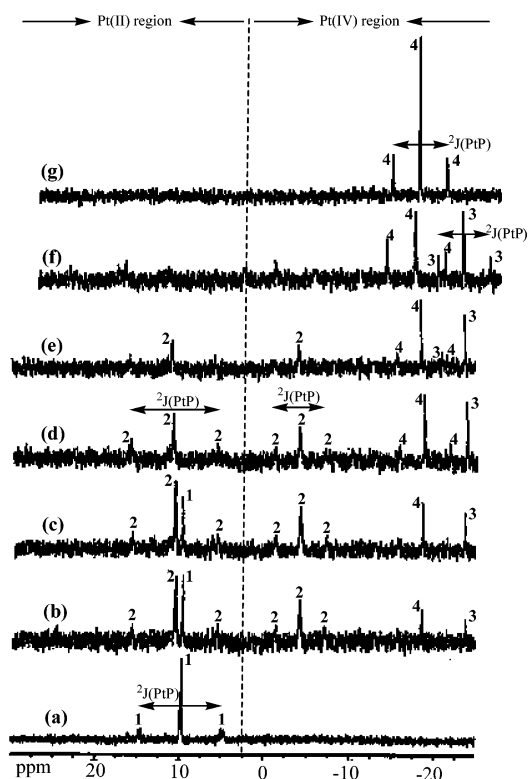 Pt(II) region Pt(IV) region
4
(g) 4 ²J(PtP) 4
4 3
²J(PtP)
(f) 4 3 4 3
4
3
(e) 2 2 4 3 4
²J(PtP) ²J(PtP) 4 3
(d) 2 2 2 2 2 2 4 4
2 1
(c) 2 2 2 2 2 4 3
2 1
(b) 2 2 2 2 2 4 3
1
²J(PtP)
(a) 1 1
ppm 20 10 0 -10 -20